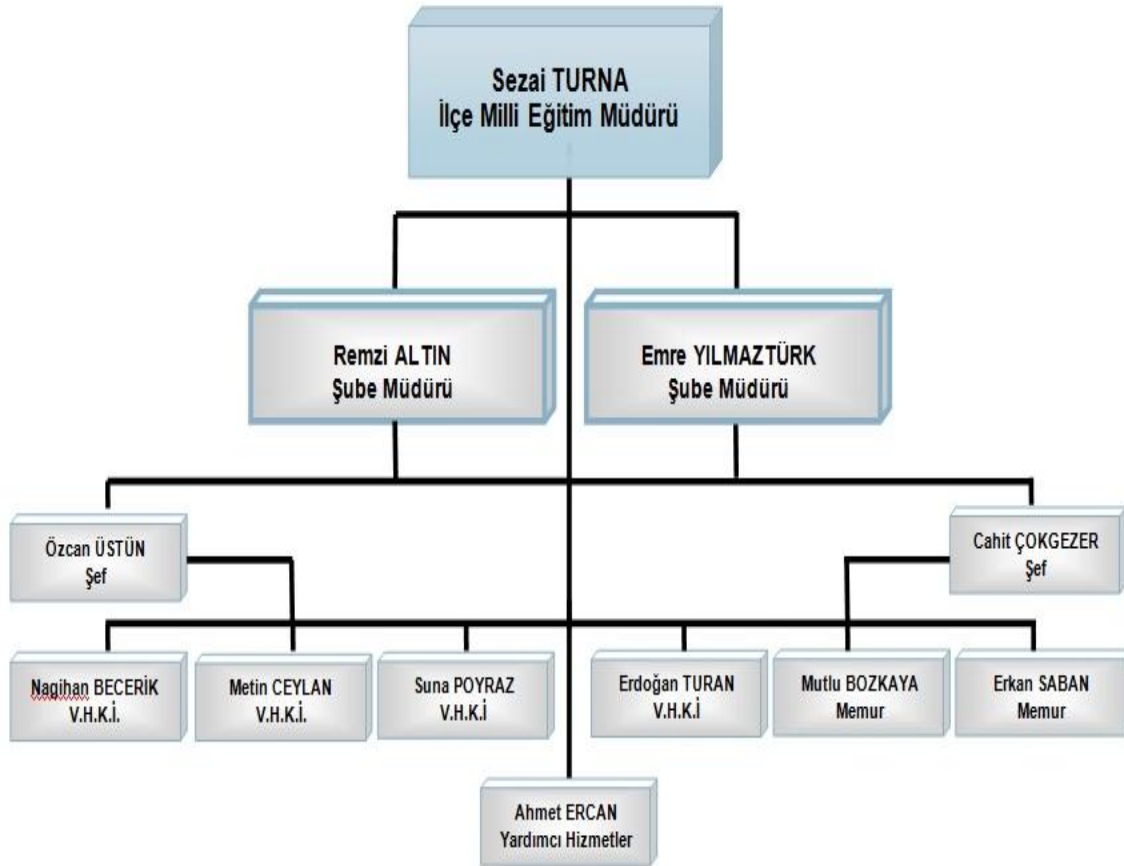 Sezai TURNA
İlçe Milli Eğitim Müdürü
Remzi ALTIN
Şube Müdürü
Emre YILMAZTÜRK
Şube Müdürü
Özcan ÜSTÜN
Şef
Cahit ÇOKGEZER
Şef
Nagihan BECERİK
V.H.K.İ.
Metin CEYLAN
V.H.K.İ.
Suna POYRAZ
V.H.K.İ
Erdoğan TURAN
V.H.K.İ
Mutlu BOZKAYA
Memur
Erkan SABAN
Memur
Ahmet ERCAN
Yardımcı Hizmetler